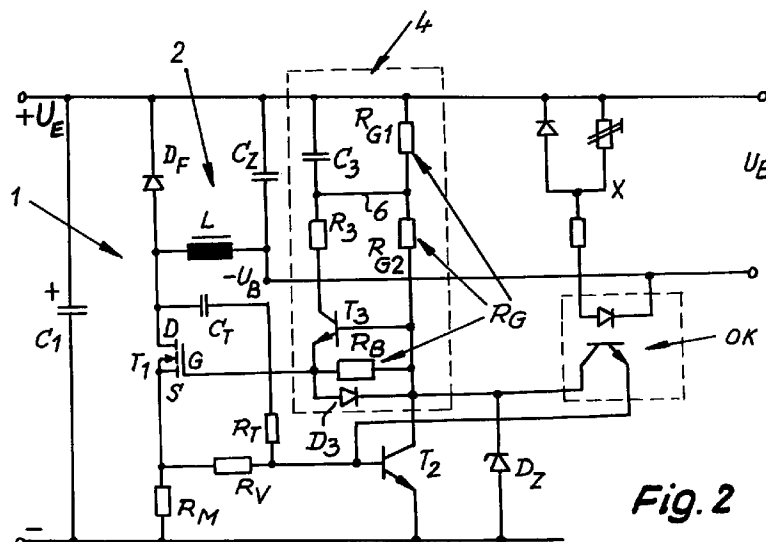 4
2
+U_E
D_F
C_Z
C_3
R_G1
U_B
X
1
L
6
R_3
R_G2
-U_B
+
C_1
C_T
T_3
R_G
D
G
T_1
S
R_B
OK
D_3
R_T
T_2
D_Z
R_V
R_M
-
Fig. 2